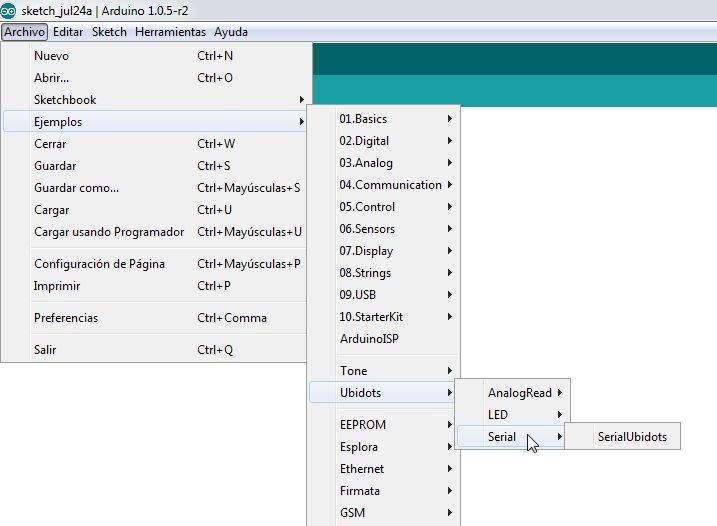 sketch_jul24a | Arduino 1.0.5-r2
Archivo Editar Sketch Herramientas Ayuda
Nuevo Ctrl+N
Abrir... Ctrl+O
Sketchbook
Ejemplos
Cerrar Ctrl+W
Guardar Ctrl+S
Guardar como... Ctrl+Mayúsculas+S
Cargar Ctrl+U
Cargar usando Programador Ctrl+Mayúsculas+U
Configuración de Página Ctrl+Mayúsculas+P
Imprimir Ctrl+P
Preferencias Ctrl+Comma
Salir Ctrl+Q
01.Basics
02.Digital
03.Analog
04.Communication
05.Control
06.Sensors
07.Display
08.Strings
09.USB
10.StarterKit
ArduinoISP
Tone
Ubidots
EEPROM
Esplora
Ethernet
Firmata
GSM
AnalogRead
LED
Serial
SerialUbidots